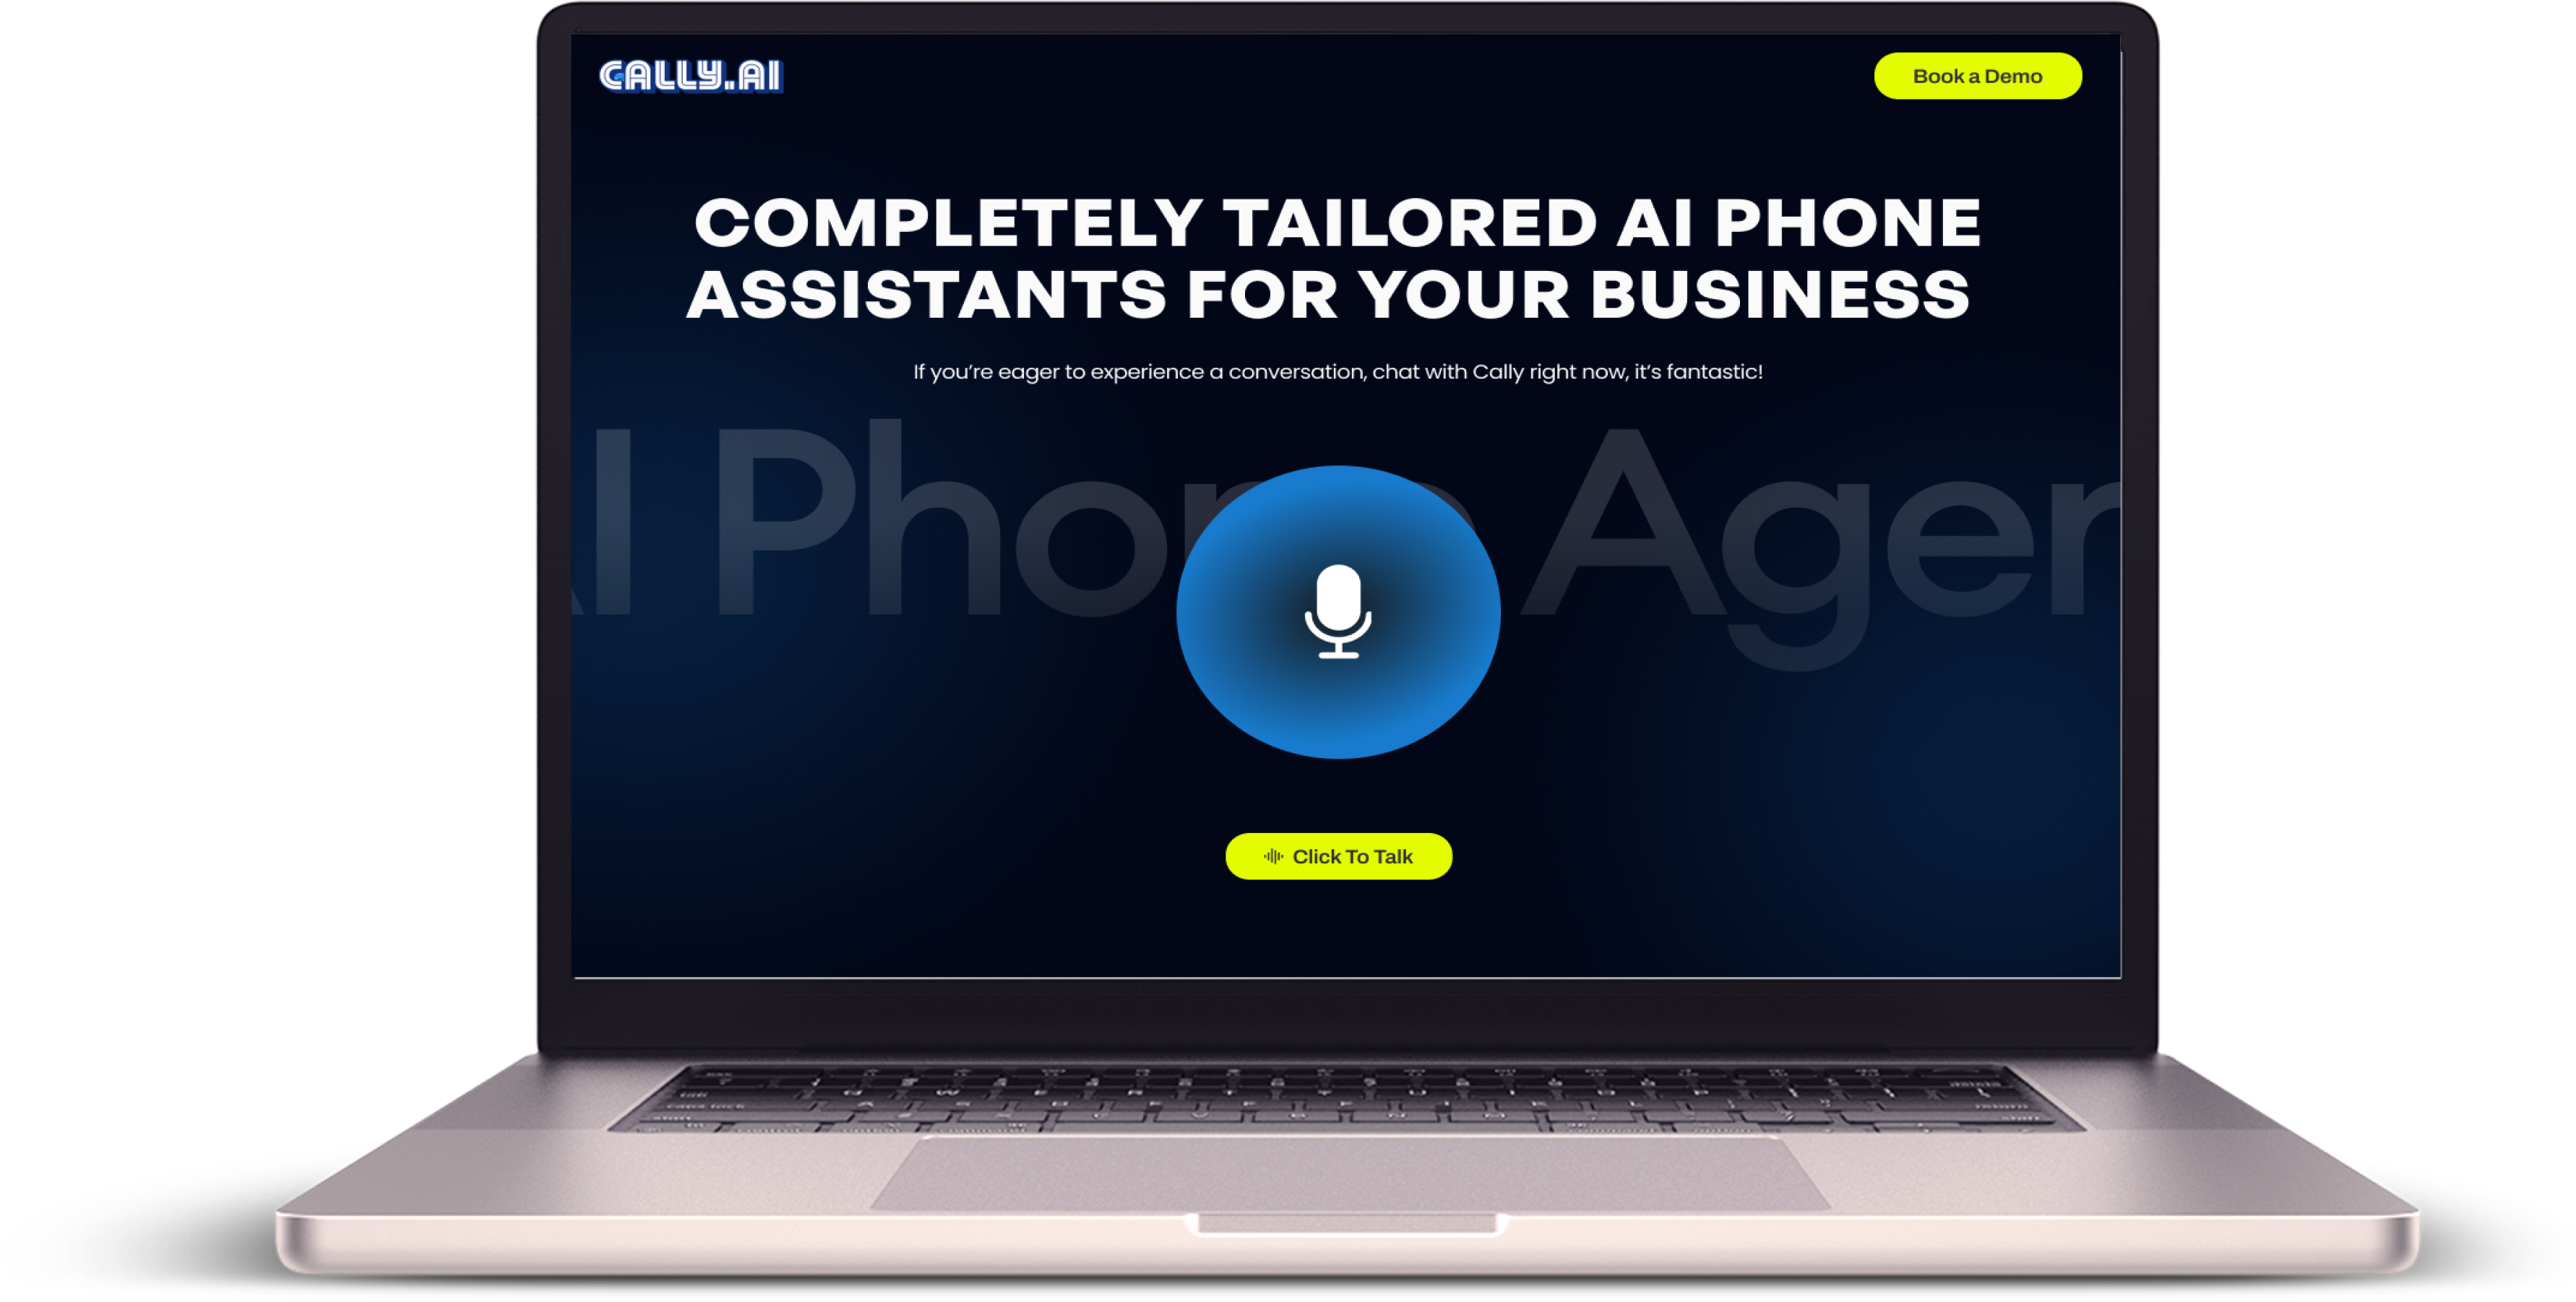 CALLY.AI
Book a Demo
COMPLETELY TAILORED AI PHONE
ASSISTANTS FOR YOUR BUSINESS
If you’re eager to experience a conversation, chat with Cally right now, it’s fantastic!
AI Phone Agen
Click To Talk